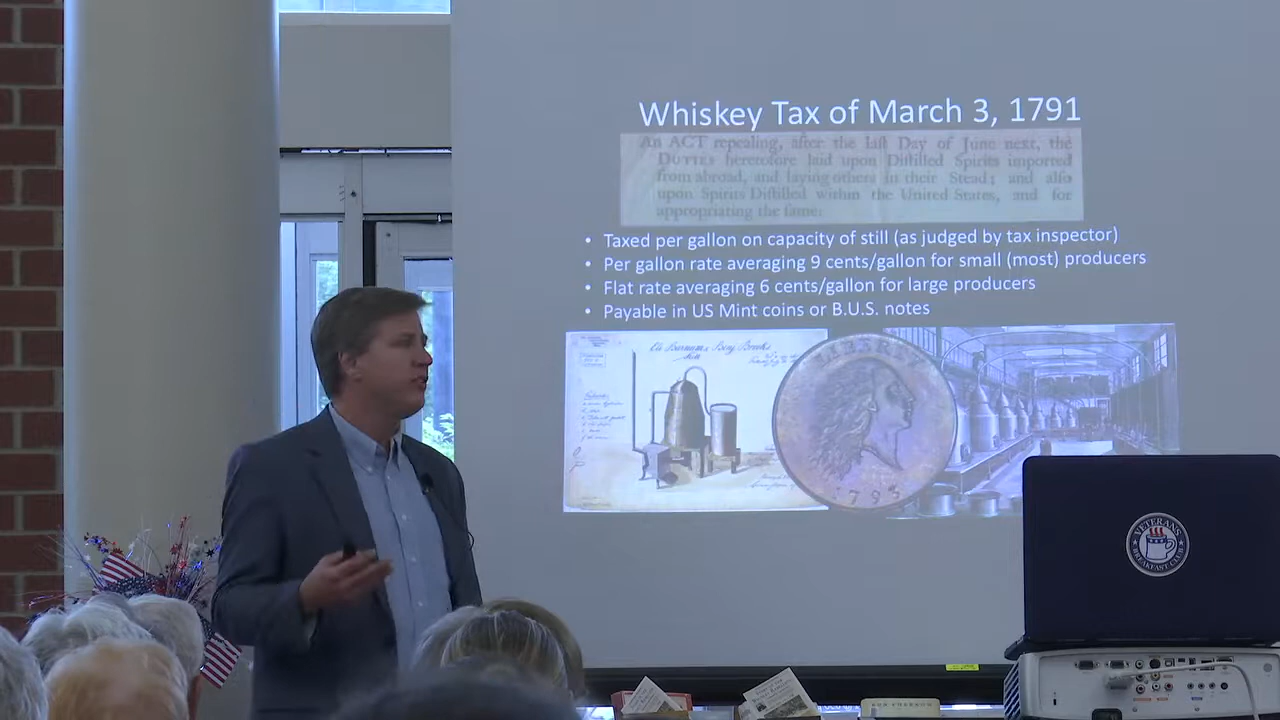 Whiskey Tax of March 3, 1791
An ACT repealing, after the last Day of June next, the
DUTIES heretofore laid upon Distilled Spirits imported
from abroad, and laying others in their Stead; and also
upon Spirits Distilled within the United States, and for
appropriating the same.
• Taxed per gallon on capacity of still (as judged by tax inspector)
• Per gallon rate averaging 9 cents/gallon for small (most) producers
• Flat rate averaging 6 cents/gallon for large producers
• Payable in US Mint coins or B.U.S. notes
1793
VETERANS
BREAKFAST CLUB